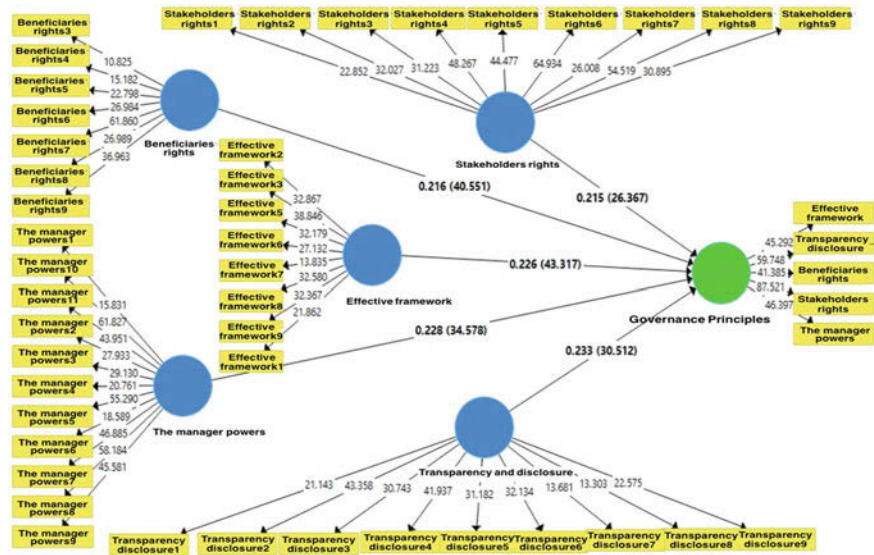 Stakeholders
rights1
Stakeholders
rights2
Stakeholders
rights3
Stakeholders
rights4
Stakeholders
rights5
Stakeholders
rights6
Stakeholders
rights7
Stakeholders
rights8
Stakeholders
rights9
22.852
32.027
31.223
48.267
44.477
64.934
26.008
54.519
30.895
Stakeholders rights
Beneficiaries
rights3
Beneficiaries
rights4
Beneficiaries
rights5
Beneficiaries
rights6
Beneficiaries
rights7
Beneficiaries
rights8
Beneficiaries
rights9
10.825
15.182
22.798
26.984
61.860
26.989
36.963
Beneficiaries
rights
Effective
framework2
Effective
framework3
Effective
framework5
Effective
framework6
Effective
framework7
Effective
framework8
Effective
framework9
Effective
framework1
32.867
38.846
32.179
27.132
13.835
32.580
32.367
21.862
Effective framework
0.216 (40.551)
0.215 (26.367)
0.226 (43.317)
0.228 (34.578)
0.233 (30.512)
Governance Principles
45.292
59.748
41.385
87.521
46.397
Effective
framework
Transparency
disclosure
Beneficiaries
rights
Stakeholders
rights
The manager
powers
The manager
powers1
The manager
powers10
The manager
powers11
The manager
powers2
The manager
powers3
The manager
powers4
The manager
powers5
The manager
powers6
The manager
powers7
The manager
powers8
The manager
powers9
15.831
61.827
43.951
27.933
29.130
20.761
55.290
18.589
46.885
58.184
45.581
The manager powers
Transparency and disclosure
21.143
43.358
30.743
41.937
31.182
32.134
13.681
13.303
22.575
Transparency
disclosure1
Transparency
disclosure2
Transparency
disclosure3
Transparency
disclosure4
Transparency
disclosure5
Transparency
disclosure6
Transparency
disclosure7
Transparency
disclosure8
Transparency
disclosure9